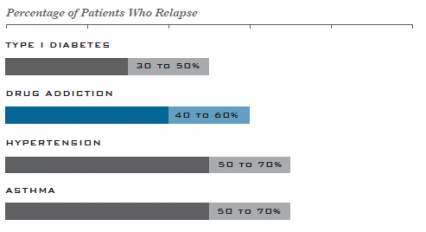 Percentage of Patients Who Relapse
TYPE I DIABETES
30 TO 50%
DRUG ADDICTION
40 TO 60%
HYPERTENSION
50 TO 70%
ASTHMA
50 TO 70%